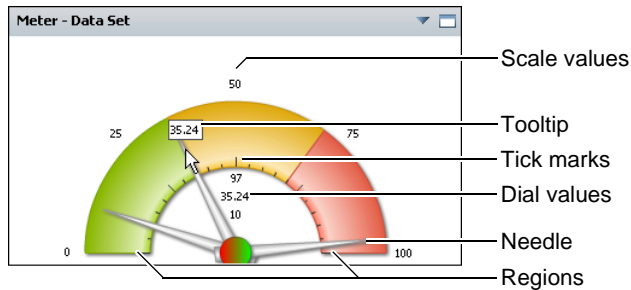 Meter - Data Set
Scale values
50
35.24
Tooltip
25
75
Tick marks
97
35.24
Dial values
10
Needle
0
100
Regions